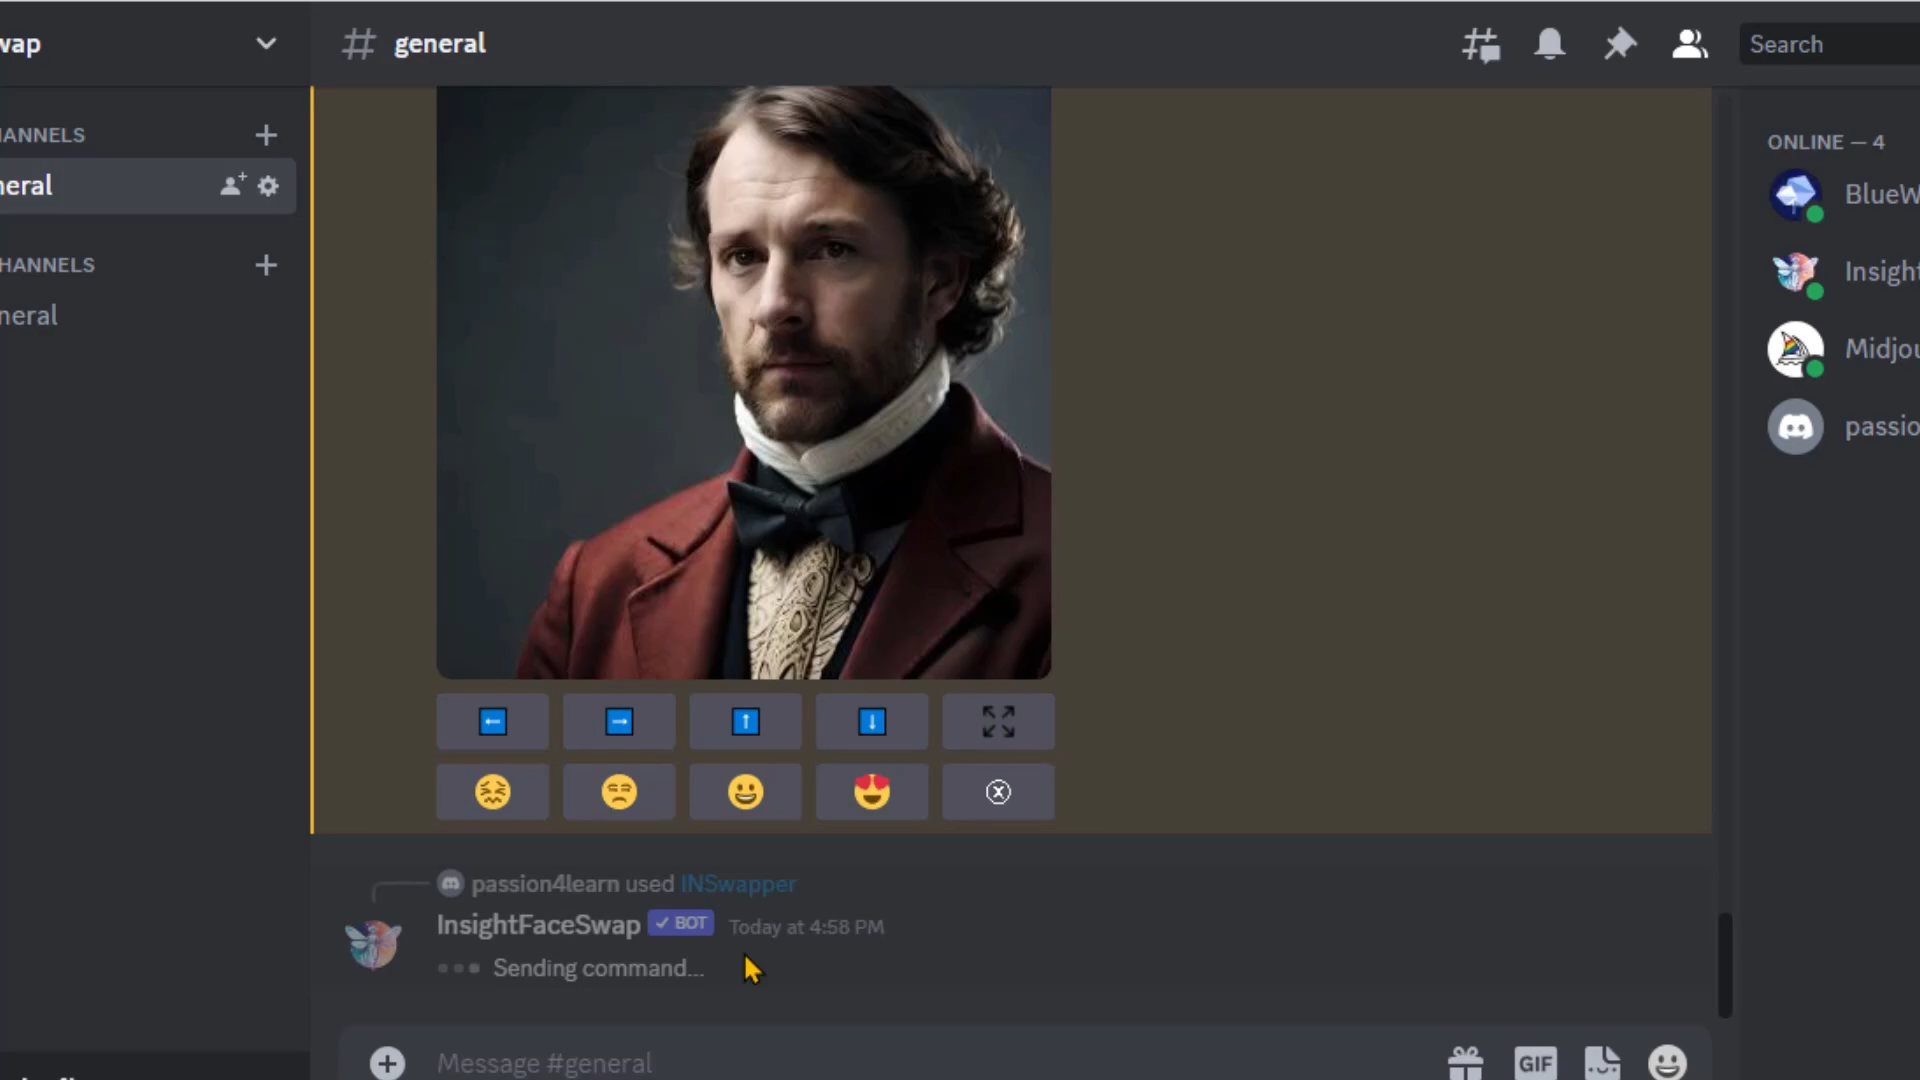 wap
general
Search
HANNELS
neral
HANNELS
neral
ONLINE — 4
BlueW
Insight
Midjou
passio
passion4learn used INSwapper
InsightFaceSwap BOT Today at 4:58 PM
Sending command...
Message #general
GIF